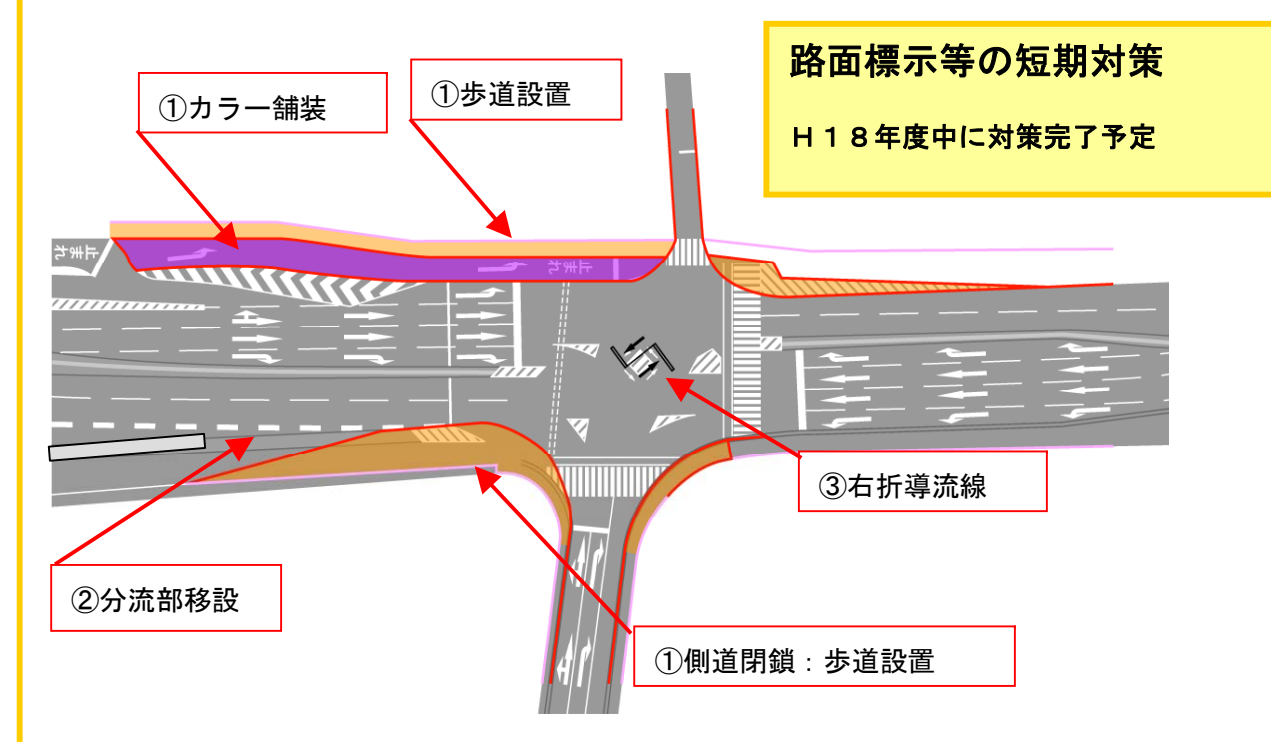 路面標示等の短期対策
Ｈ１８年度中に対策完了予定
①カラー舗装
①歩道設置
止まれ
止まれ
③右折導流線
②分流部移設
①側道閉鎖：歩道設置